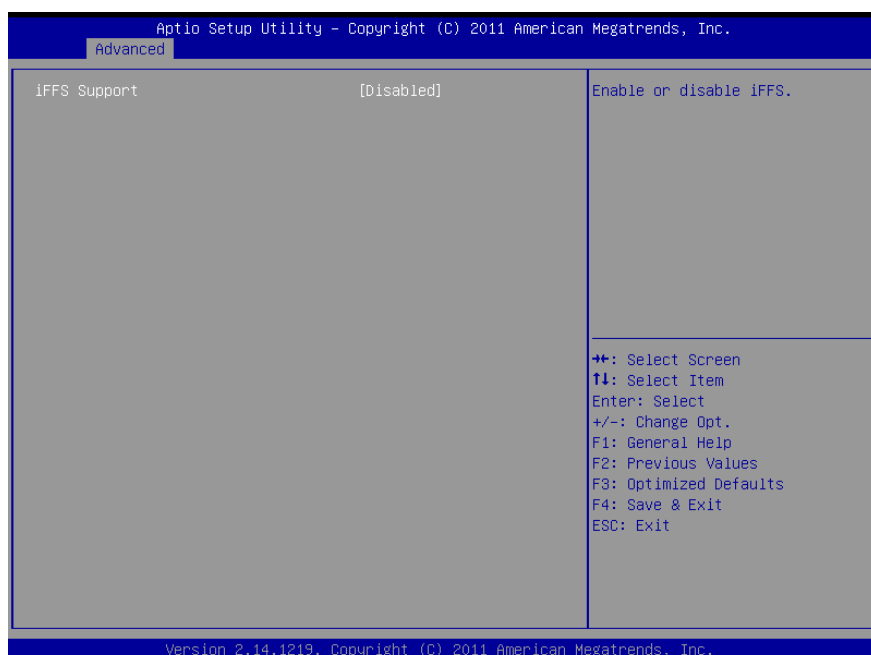 Aptio Setup Utility – Copyright (C) 2011 American Megatrends, Inc.
Advanced
iFFS Support [Disabled]
Enable or disable iFFS.
→←: Select Screen
↑↓: Select Item
Enter: Select
+/-: Change Opt.
F1: General Help
F2: Previous Values
F3: Optimized Defaults
F4: Save & Exit
ESC: Exit
Version 2.14.1219. Copyright (C) 2011 American Megatrends, Inc.